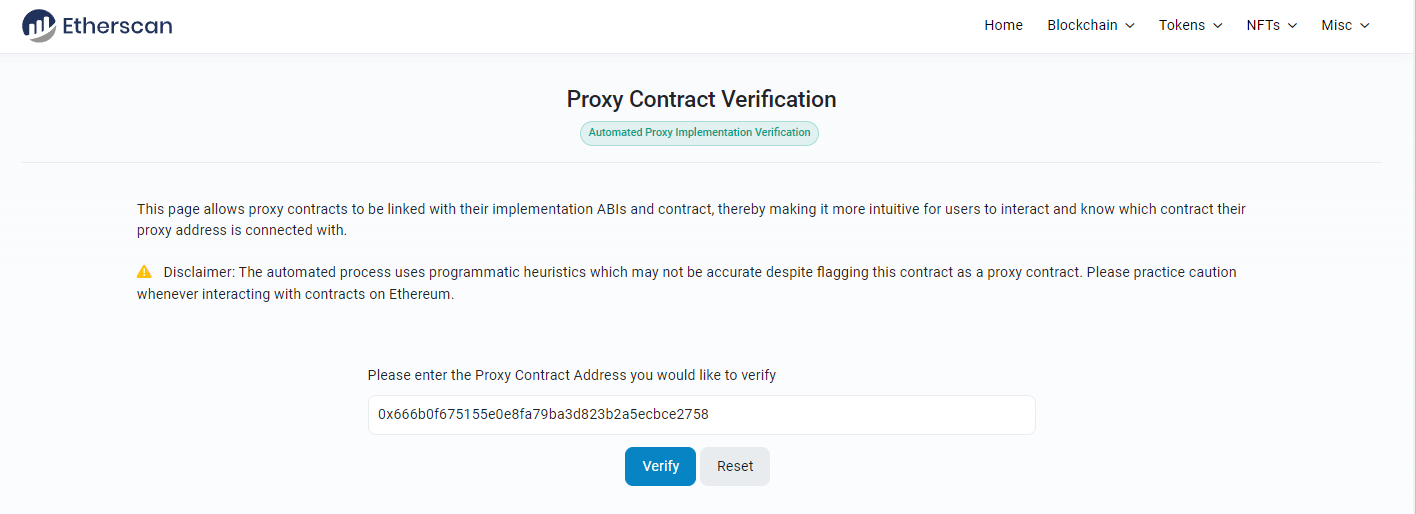 Etherscan
Home Blockchain Tokens NFTs Misc
Proxy Contract Verification
Automated Proxy Implementation Verification
This page allows proxy contracts to be linked with their implementation ABIs and contract, thereby making it more intuitive for users to interact and know which contract their
proxy address is connected with.
Disclaimer: The automated process uses programmatic heuristics which may not be accurate despite flagging this contract as a proxy contract. Please practice caution
whenever interacting with contracts on Ethereum.
Please enter the Proxy Contract Address you would like to verify
0x666b0f675155e0e8fa79ba3d823b2a5ecbce2758
Verify Reset